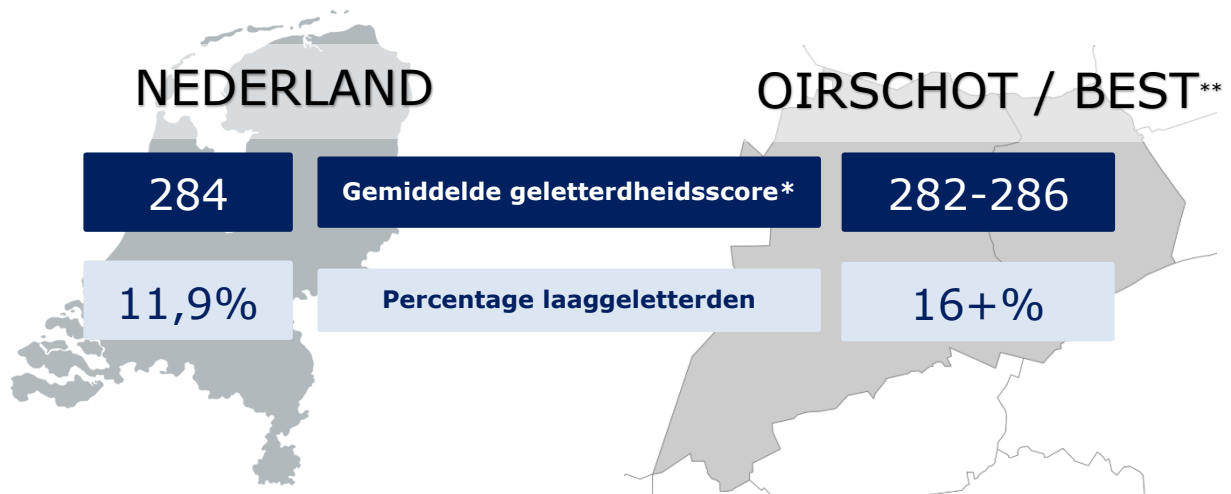 NEDERLAND
OIRSCHOT / BEST**
284
Gemiddelde geletterdheidsscore*
282-286
11,9%
Percentage laaggeletterden
16+%